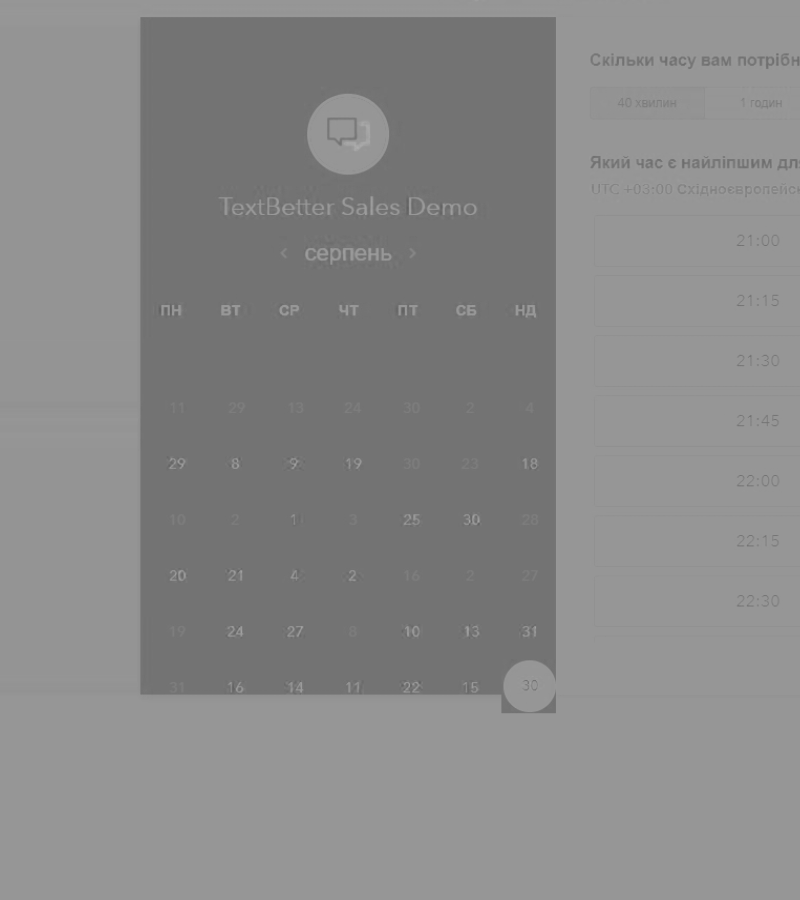 TextBetter Sales Demo
‹ серпень ›
ПН ВТ СР ЧТ ПТ СБ НД
11 29 13 24 30 2 4
29 8 9 19 30 23 18
10 2 1 3 25 30 28
20 21 4 2 16 2 27
19 24 27 8 10 13 31
31 16 14 11 22 15 30
Скільки часу вам потрібн
40 хвилин 1 годин
Який час є найліпшим для
UTC +03:00 Східноєвропейськ
21:00
21:15
21:30
21:45
22:00
22:15
22:30